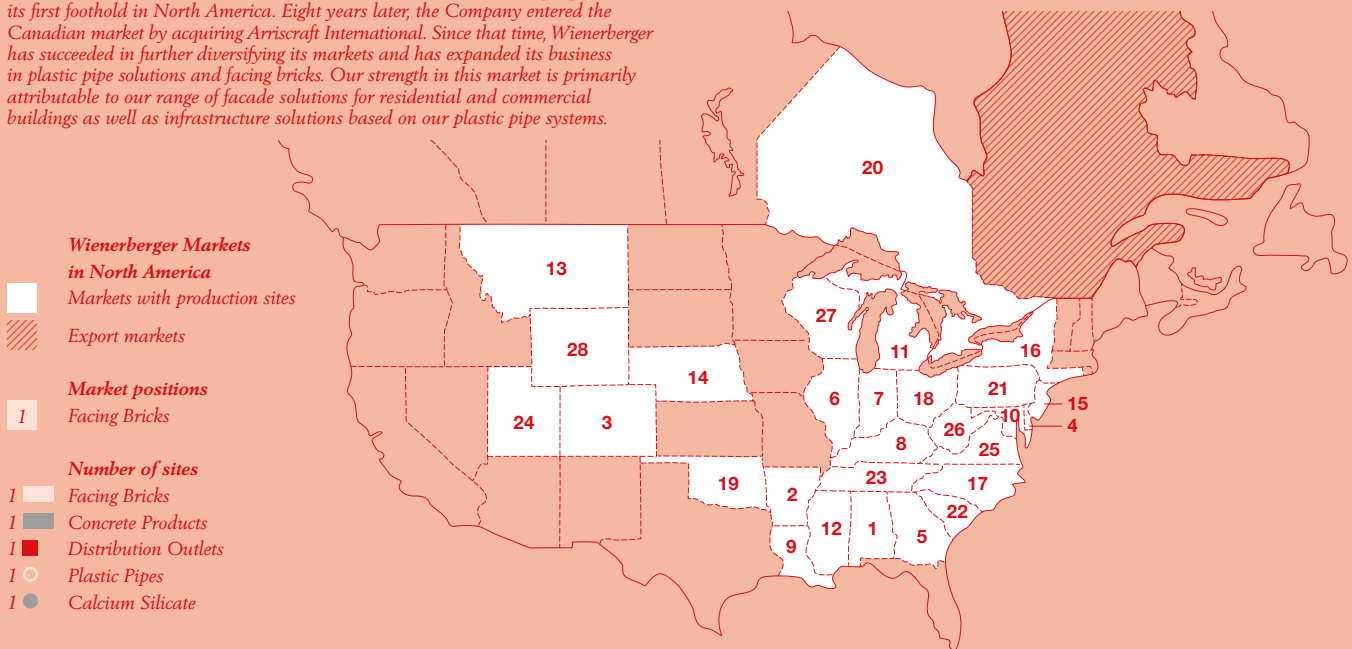 its first foothold in North America. Eight years later, the Company entered the
Canadian market by acquiring Arriscraft International. Since that time, Wienerberger
has succeeded in further diversifying its markets and has expanded its business
in plastic pipe solutions and facing bricks. Our strength in this market is primarily
attributable to our range of facade solutions for residential and commercial
buildings as well as infrastructure solutions based on our plastic pipe systems.
Wienerberger Markets
in North America
Markets with production sites
Export markets
Market positions
1 Facing Bricks
Number of sites
1 Facing Bricks
1 Concrete Products
1 Distribution Outlets
1 Plastic Pipes
1 Calcium Silicate
20
13
27
28
11
16
14
21
6
7
18
15
10
4
24
3
26
8
25
23
19
17
2
22
12
1
5
9